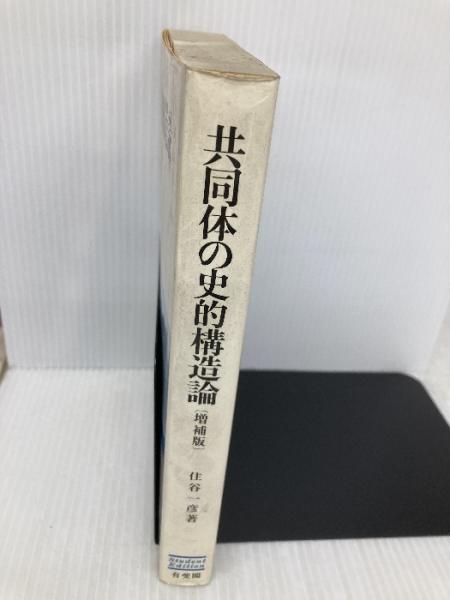 共同体の史的構造論
〔増補版〕
住谷一彦著
Student
Edition
有斐閣